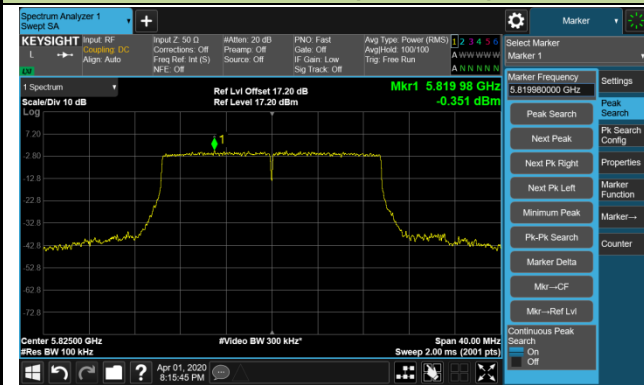 Spectrum Analyzer 1
Swept SA
+
Marker
KEYSIGHT
L
LW
Input: RF
Coupling: DC
Align: Auto
Input Z: 50 Ω
Corrections: Off
Freq Ref: Int (S)
NFE: Off
#Atten: 20 dB
Preamp: Off
Source: Off
PNO: Fast
Gate: Off
IF Gain: Low
Sig Track: Off
Avg Type: Power (RMS)
Avg|Hold: 100/100
Trig: Free Run
1 2 3 4 5 6
A W W W W W
A N N N N N
Select Marker
Marker 1
1 Spectrum
Scale/Div 10 dB
Log
Ref Lvl Offset 17.20 dB
Ref Level 17.20 dBm
Mkr1 5.819 98 GHz
-0.351 dBm
1
7.20
-2.80
-12.8
-22.8
-32.8
-42.8
-52.8
-62.8
-72.8
Center 5.82500 GHz
#Res BW 100 kHz
#Video BW 300 kHz*
Span 40.00 MHz
Sweep 2.00 ms (2001 pts)
Marker Frequency
5.819980000 GHz
Peak Search
Next Peak
Next Pk Right
Next Pk Left
Minimum Peak
Pk-Pk Search
Marker Delta
Mkr→CF
Mkr→Ref Lvl
Continuous Peak
Search
On
Off
Settings
Peak
Search
Pk Search
Config
Properties
Marker
Function
Marker→
Counter
?
Apr 01, 2020
8:15:45 PM